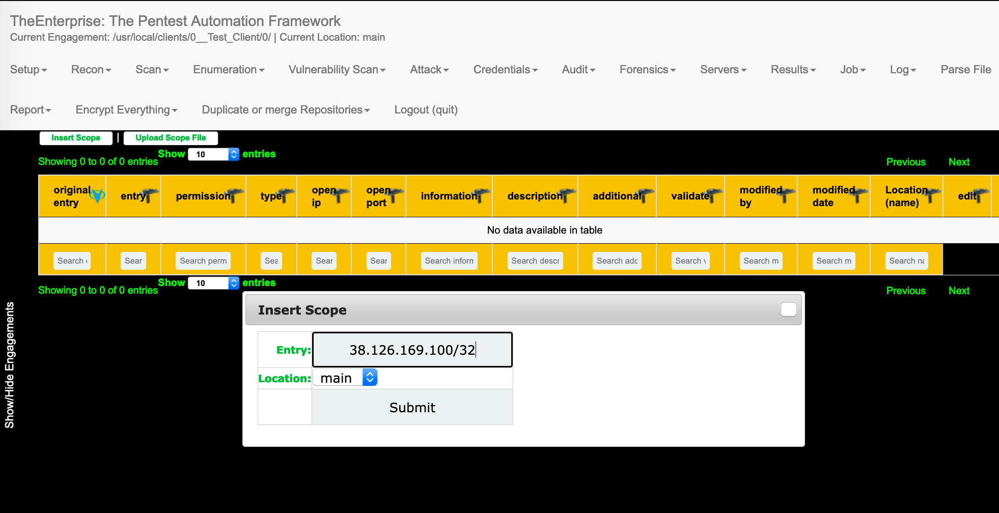 TheEnterprise: The Pentest Automation Framework
Current Engagement: /usr/local/clients/0__Test_Client/0/ | Current Location: main
Setup Recon Scan Enumeration Vulnerability Scan Attack Credentials Audit Forensics Servers Results Job Log Parse File
Report Encrypt Everything Duplicate or merge Repositories Logout (quit)
Insert Scope | Upload Scope File
Show 10 entries
Showing 0 to 0 of 0 entries
Previous Next
original entry
entry
permission
type
open ip
open port
information
description
additional
validate
modified by
modified date
Location (name)
edit
No data available in table
Search
Sear
Search perm
Sea
Sear
Sear
Search inform
Search descr
Search adc
Search
Search m
Search m
Search na
Show 10 entries
Showing 0 to 0 of 0 entries
Previous Next
Show/Hide Engagements
Insert Scope
Entry: 38.126.169.100/32
Location: main
Submit